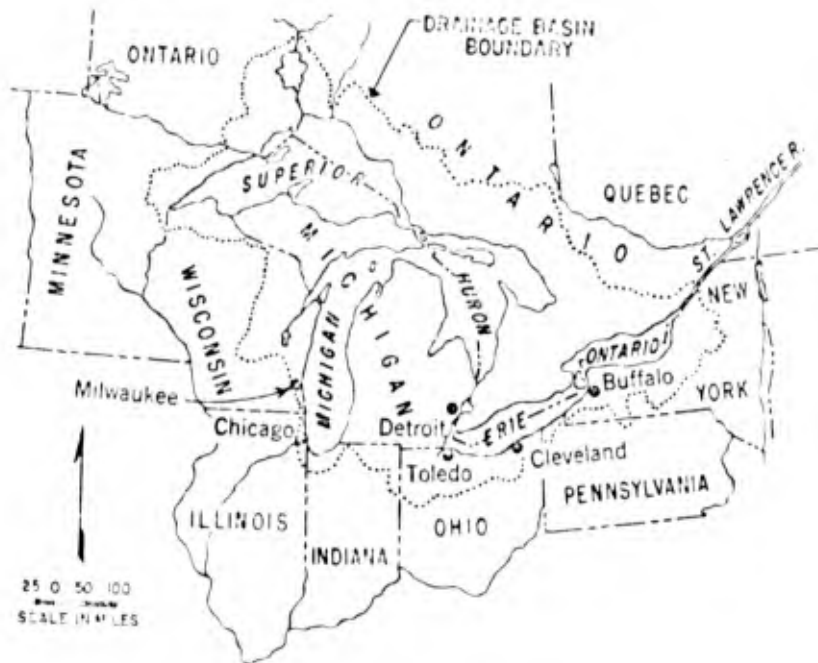 DRAINAGE BASIN
BOUNDARY
ONTARIO
ONTARIO
QUEBEC
ST. LAWRENCE R.
MINNESOTA
SUPERIOR
MICHIGAN
WISCONSIN
HURON
NEW
YORK
MICHIGAN
ONTARIO
Buffalo
Milwaukee
Chicago
Detroit
ERIE
Toledo
Cleveland
PENNSYLVANIA
ILLINOIS
INDIANA
OHIO
25 0 50 100
SCALE IN MILES